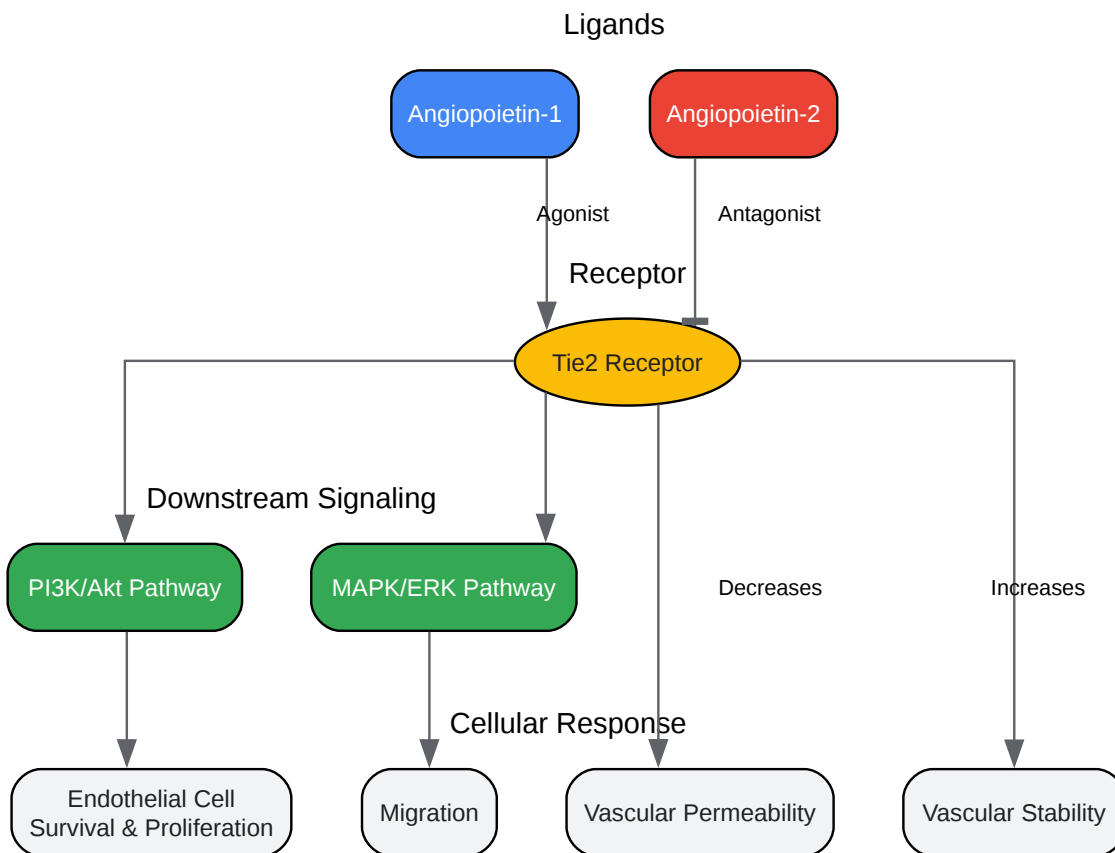 Ligands
Angiopoietin-1
Angiopoietin-2
Agonist
Antagonist
Receptor
Tie2 Receptor
Downstream Signaling
PI3K/Akt Pathway
MAPK/ERK Pathway
Decreases
Increases
Cellular Response
Endothelial Cell
Survival & Proliferation
Migration
Vascular Permeability
Vascular Stability